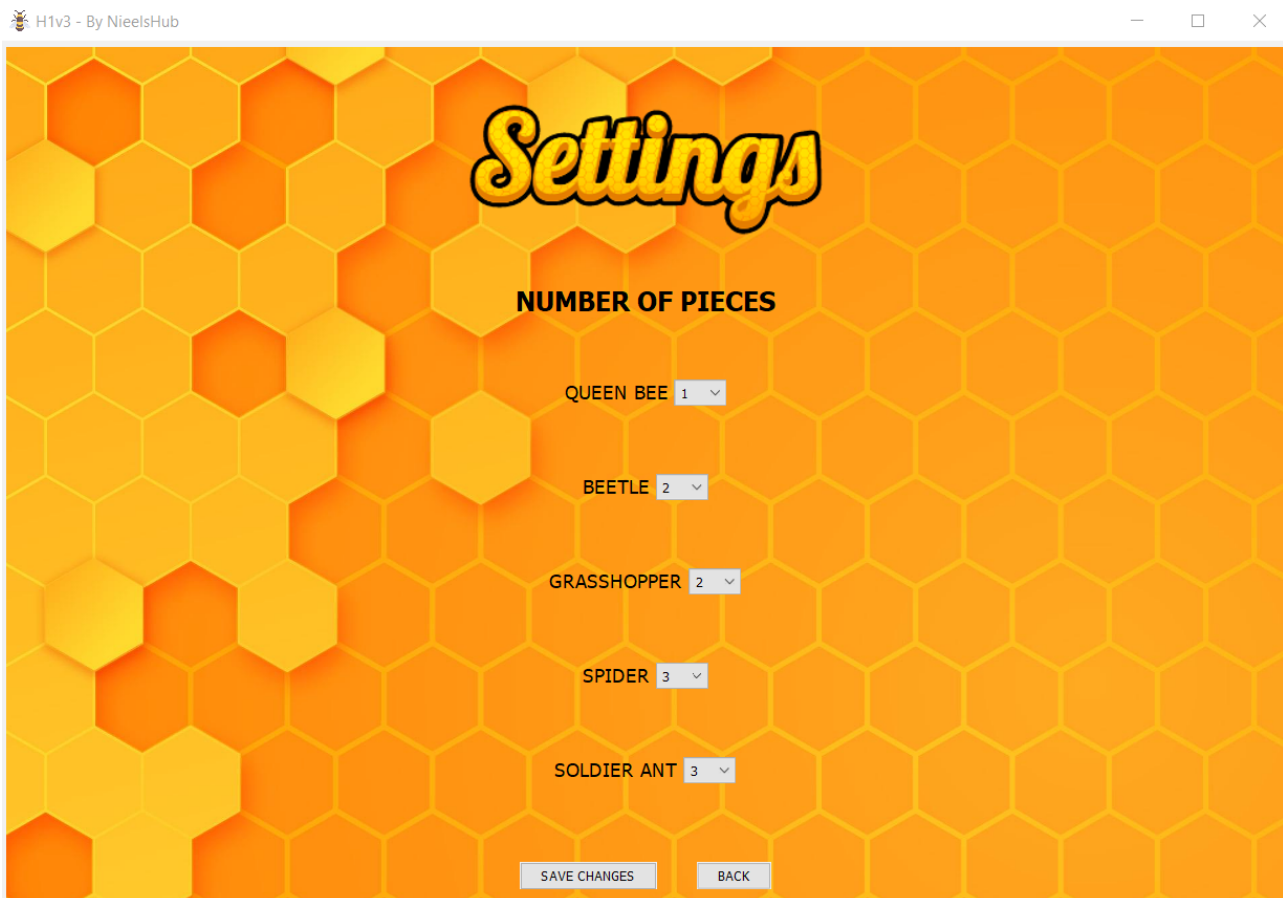 H1v3 - By NieelsHub
Settings
NUMBER OF PIECES
QUEEN BEE 1
BEETLE 2
GRASSHOPPER 2
SPIDER 3
SOLDIER ANT 3
SAVE CHANGES BACK